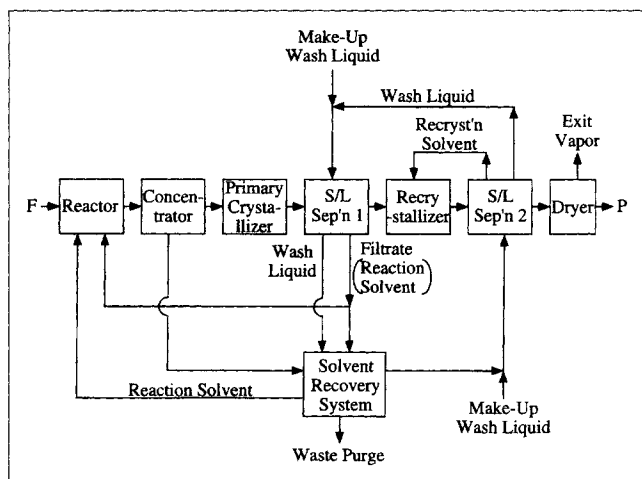 Make-Up
Wash Liquid
Wash Liquid
Recryst'n
Solvent
Exit
Vapor
F
Reactor
Concen-
trator
Primary
Crysta-
llizer
S/L
Sep'n 1
Recry
-stallizer
S/L
Sep'n 2
Dryer
P
Wash
Liquid
Filtrate
(Reaction
Solvent)
Solvent
Recovery
System
Reaction Solvent
Make-Up
Wash Liquid
Waste Purge